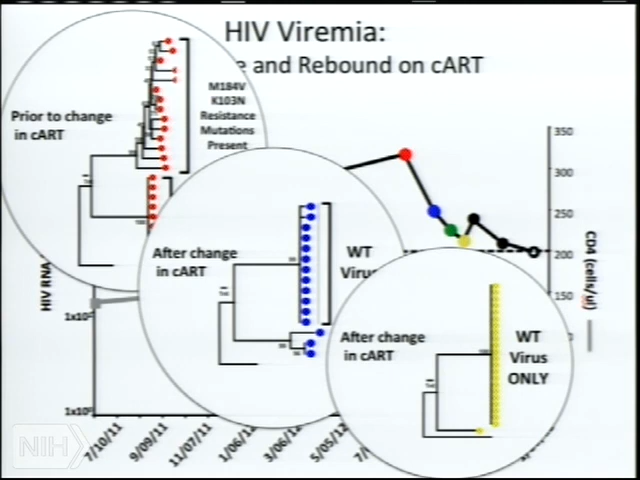 HIV Viremia:
e and Rebound on cART
M184V
K103N
Resistance
Mutations
Present
Prior to change
in cART
After change
in cART
WT
Virus
After change
in cART
WT
Virus
ONLY
350
300
250
200
150
CD4 (cells/ul)
HIV RNA
1x10²
1x10⁰
7/10/11
9/09/11
11/07/11
1/06/12
3/06/12
5/05/12
NIH